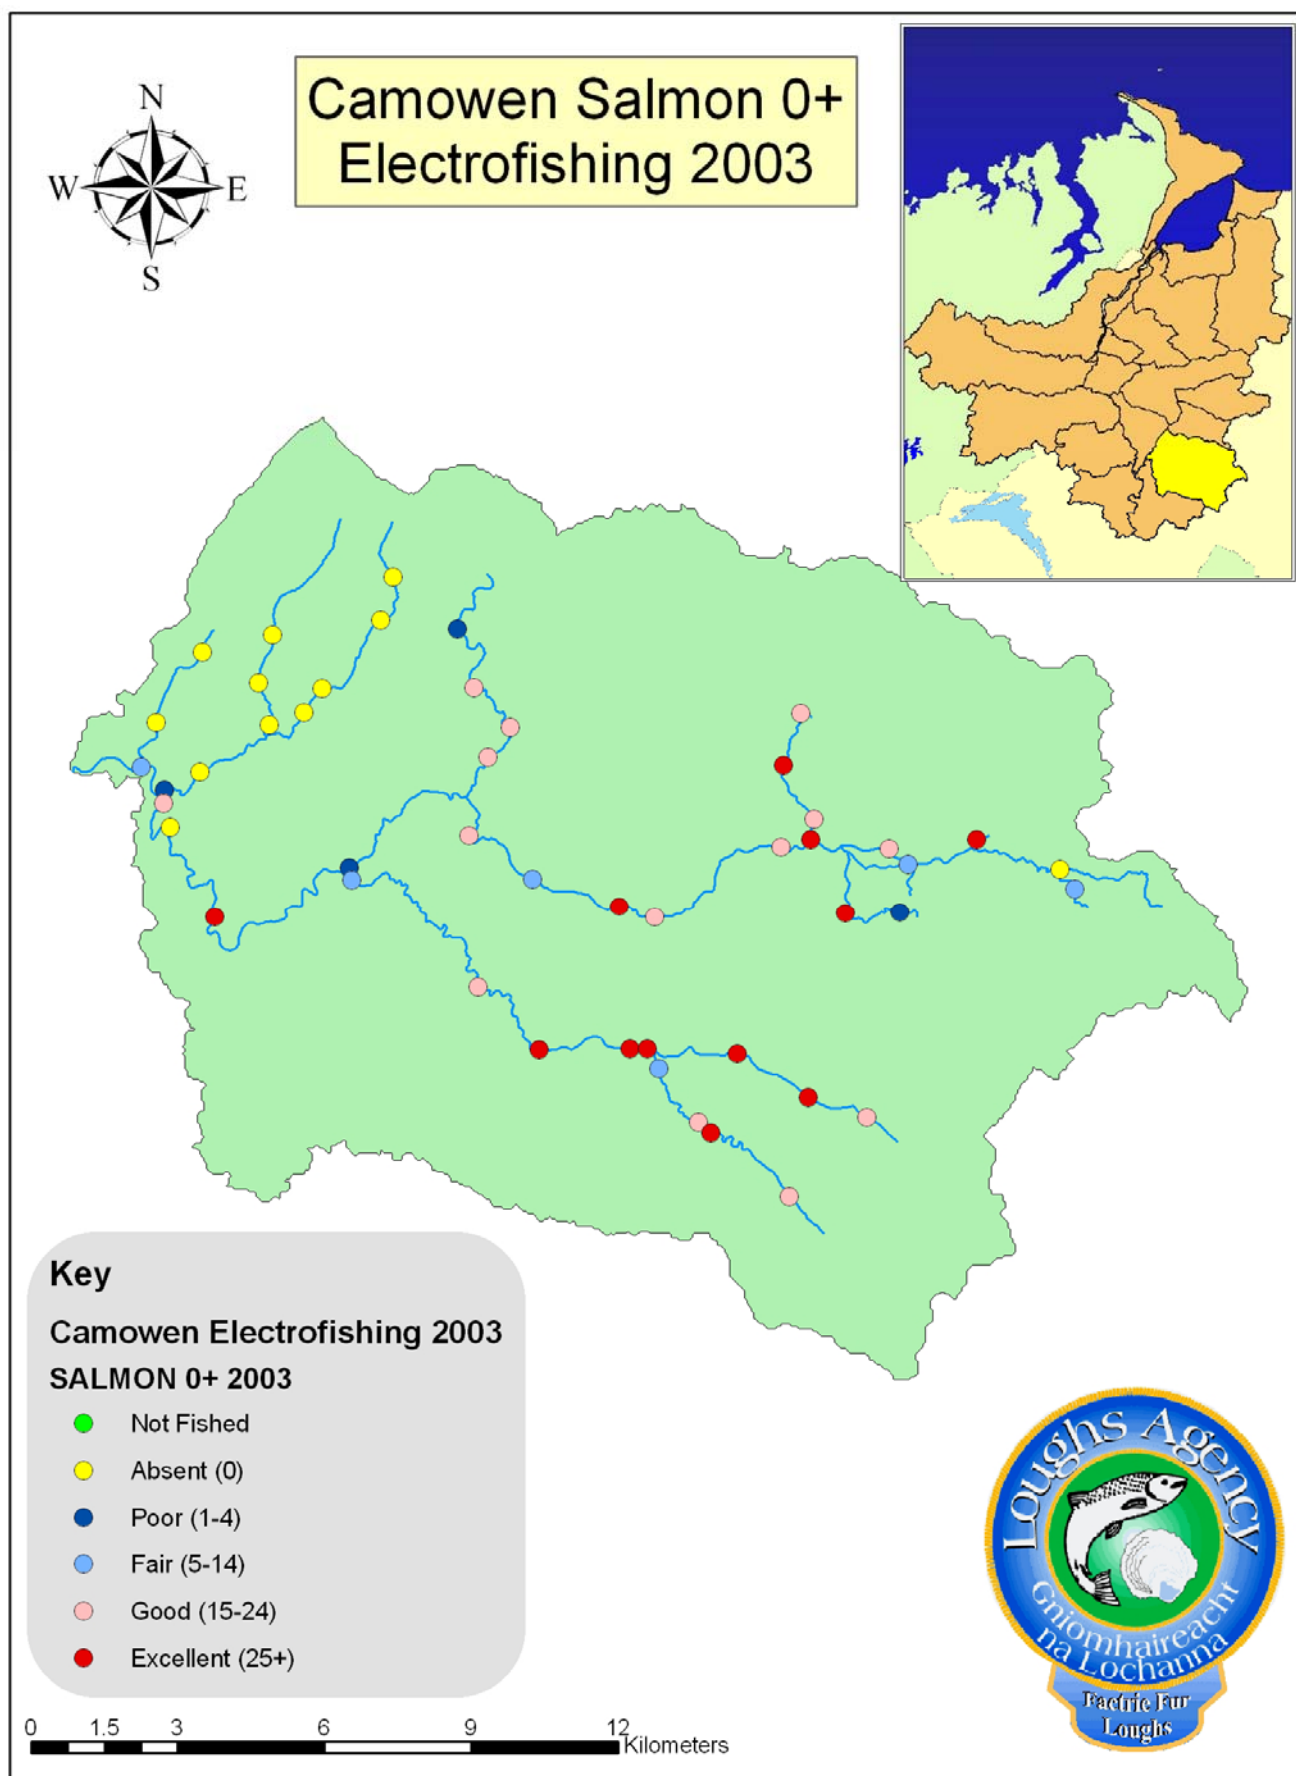 Camowen Salmon 0+
Electrofishing 2003
N
W
E
S
Key
Camowen Electrofishing 2003
SALMON 0+ 2003
Not Fished
Absent (0)
Poor (1-4)
Fair (5-14)
Good (15-24)
Excellent (25+)
0 1.5 3 6 9 12
Kilometers
Loughs Agency
Gníomhaireacht
na Lochanna
Factrie Fur
Loughs